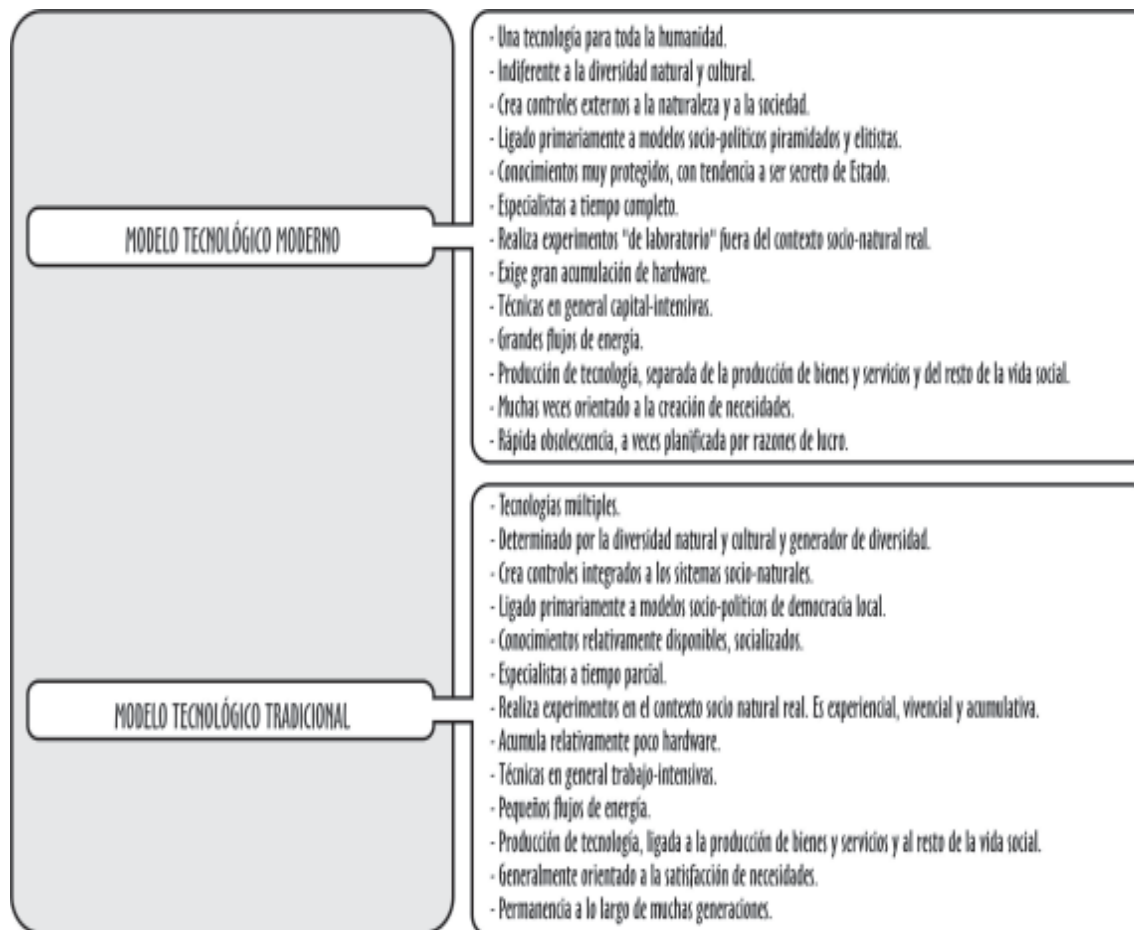 - Una tecnología para toda la humanidad.
- Indiferente a la diversidad natural y cultural.
- Crea controles externos a la naturaleza y a la sociedad.
- Ligado primariamente a modelos socio-políticos piramidados y elitistas.
- Conocimientos muy protegidos, con tendencia a ser secreto de Estado.
- Especialistas a tiempo completo.
MODELO TECNOLÓGICO MODERNO
- Realiza experimentos "de laboratorio" fuera del contexto socio-natural real.
- Exige gran acumulación de hardware.
- Técnicas en general capital-intensivas.
- Grandes flujos de energía.
- Producción de tecnología, separada de la producción de bienes y servicios y del resto de la vida social.
- Muchas veces orientado a la creación de necesidades.
- Rápida obsolescencia, a veces planificada por razones de lucro.
- Tecnologías múltiples.
- Determinado por la diversidad natural y cultural y generador de diversidad.
- Crea controles integrados a los sistemas socio-naturales.
- Ligado primariamente a modelos socio-políticos de democracia local.
- Conocimientos relativamente disponibles, socializados.
- Especialistas a tiempo parcial.
MODELO TECNOLÓGICO TRADICIONAL
- Realiza experimentos en el contexto socio natural real. Es experiencial, vivencial y acumulativa.
- Acumula relativamente poco hardware.
- Técnicas en general trabajo-intensivas.
- Pequeños flujos de energía.
- Producción de tecnología, ligada a la producción de bienes y servicios y al resto de la vida social.
- Generalmente orientado a la satisfacción de necesidades.
- Permanencia a lo largo de muchas generaciones.